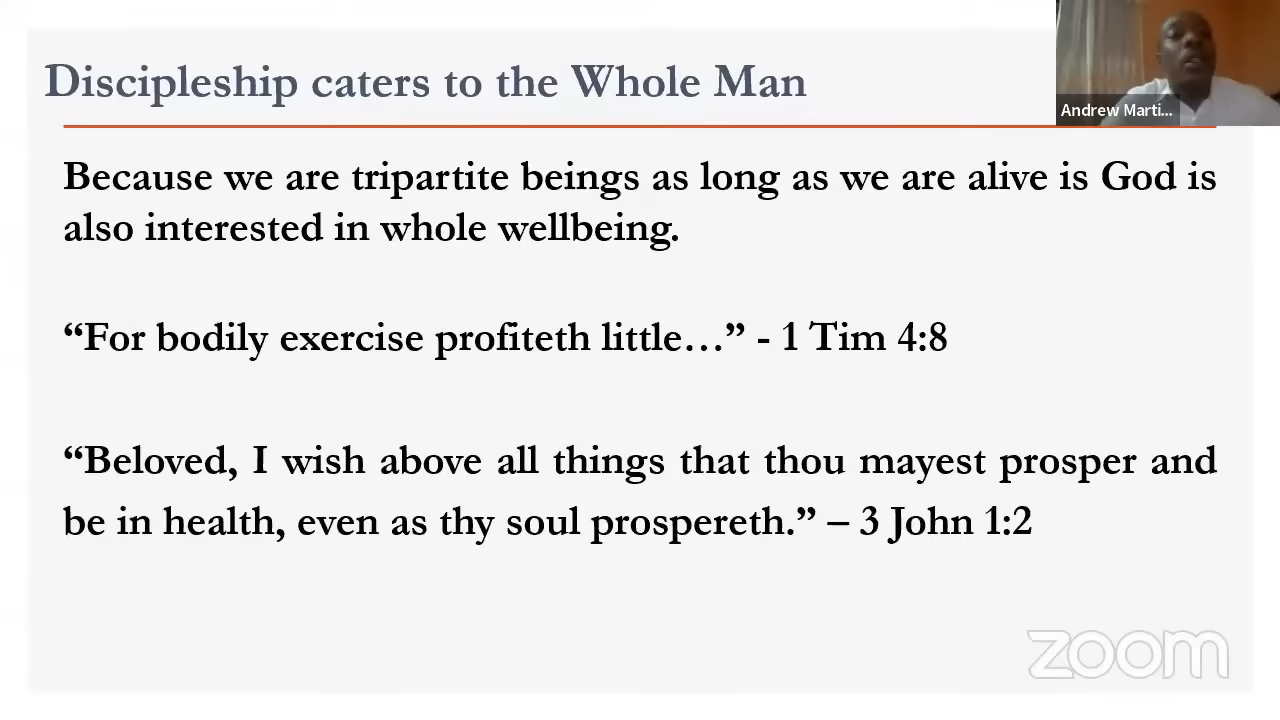 Discipleship caters to the Whole Man
Andrew Marti...
Because we are tripartite beings as long as we are alive is God is
also interested in whole wellbeing.
“For bodily exercise profiteth little…” - 1 Tim 4:8
“Beloved, I wish above all things that thou mayest prosper and
be in health, even as thy soul prospereth.” – 3 John 1:2
zoom